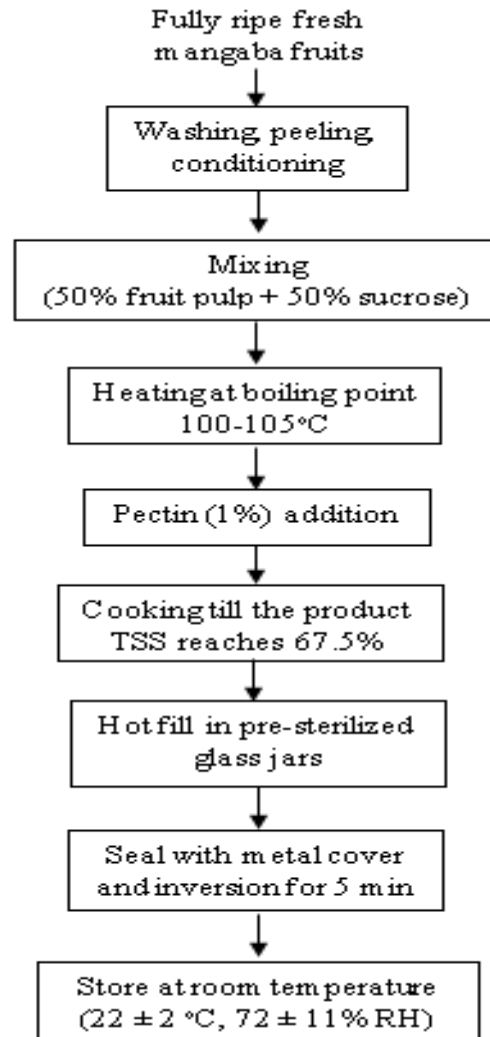 Fully ripe fresh
mangaba fruits
Washing, peeling,
conditioning
Mixing
(50% fruit pulp + 50% sucrose)
Heating at boiling point
100-105°C
Pectin (1%) addition
Cooking till the product
TSS reaches 67.5%
Hot fill in pre-sterilized
glass jars
Seal with metal cover
and inversion for 5 min
Store at room temperature
(22 ± 2 °C, 72 ± 11% RH)